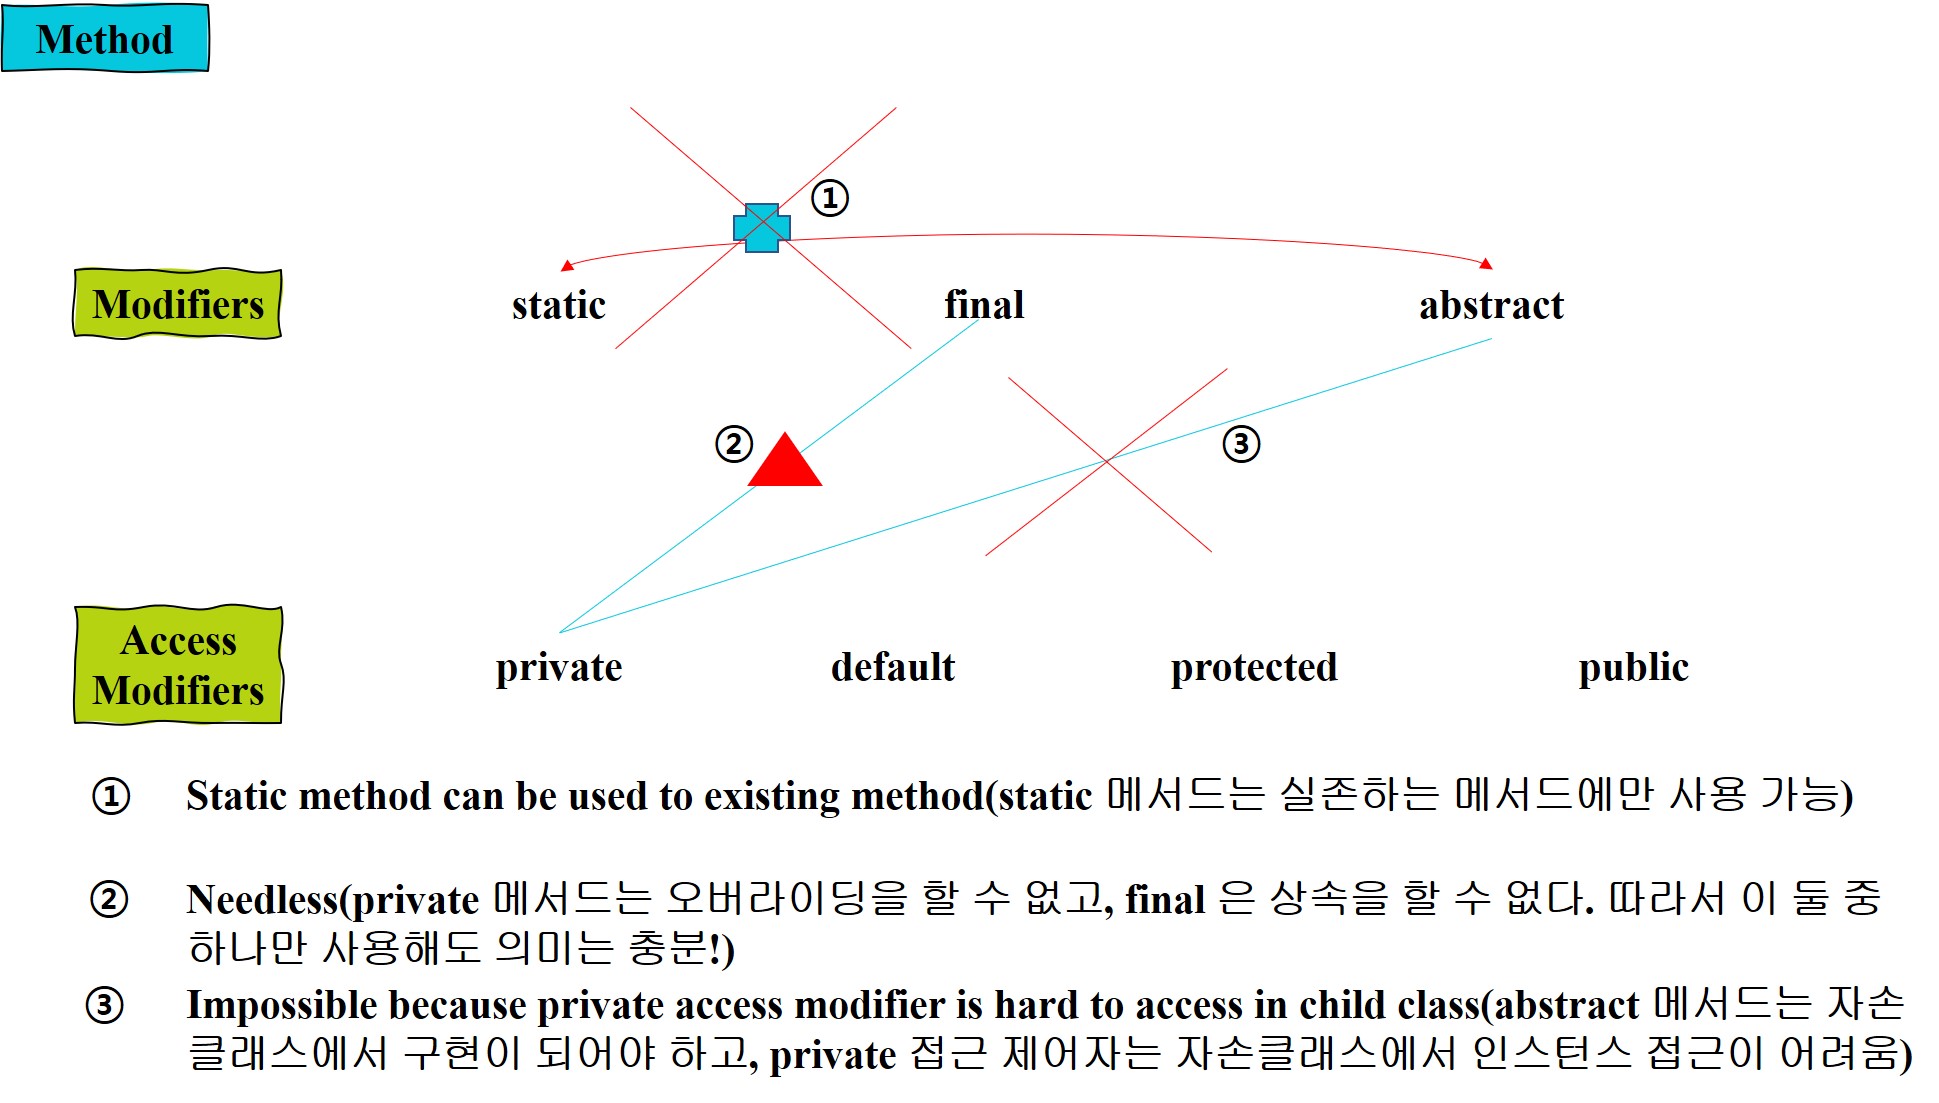 Method
①
Modifiers
static
final
abstract
②
③
Access
Modifiers
private
default
protected
public
① Static method can be used to existing method(static 메서드는 실존하는 메서드에만 사용 가능)
② Needless(private 메서드는 오버라이딩을 할 수 없고, final 은 상속을 할 수 없다. 따라서 이 둘 중
하나만 사용해도 의미는 충분!)
③ Impossible because private access modifier is hard to access in child class(abstract 메서드는 자손
클래스에서 구현이 되어야 하고, private 접근 제어자는 자손클래스에서 인스턴스 접근이 어려움)